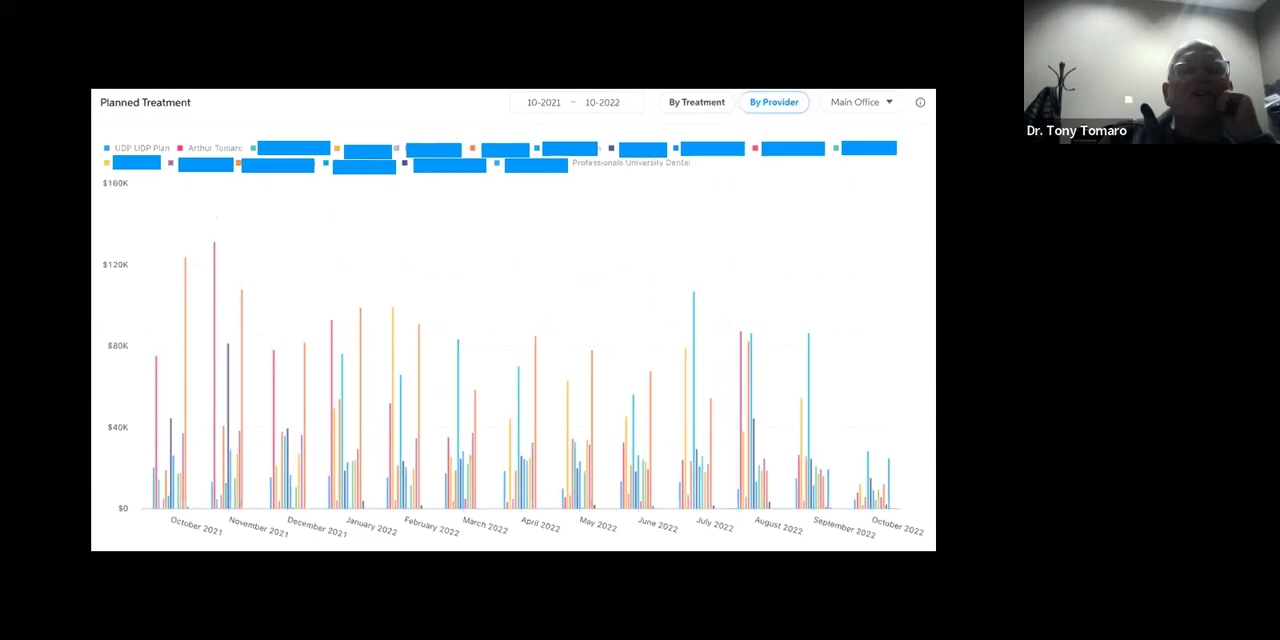 Planned Treatment
10-2021 – 10-2022
By Treatment
By Provider
Main Office
UDP UDP Plan
Arthur Tomaro
Professionals University Dental
$160K
$120K
$80K
$40K
$0
October 2021
November 2021
December 2021
January 2022
February 2022
March 2022
April 2022
May 2022
June 2022
July 2022
August 2022
September 2022
October 2022
Dr. Tony Tomaro